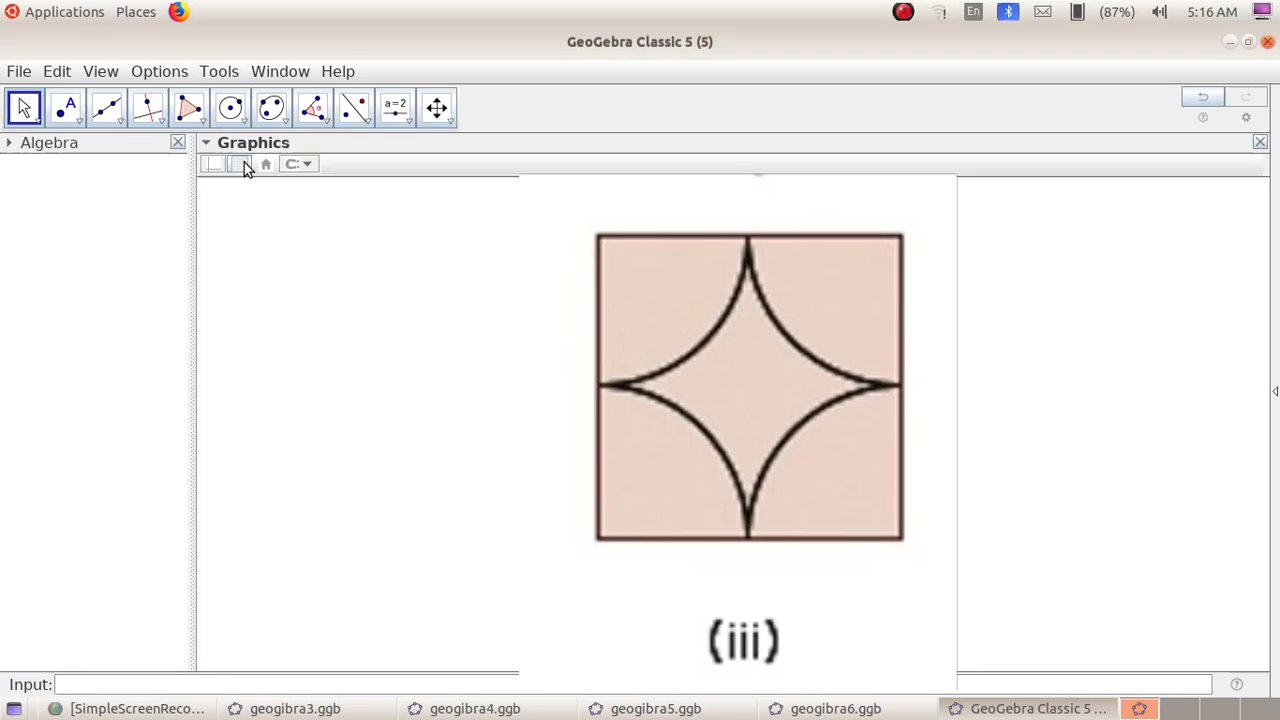 Applications Places En (87%) 5:16 AM
GeoGebra Classic 5 (5)
File Edit View Options Tools Window Help
A α a=2
Algebra Graphics
(iii)
Input:
[SimpleScreenReco... geogibra3.ggb geogibra4.ggb geogibra5.ggb geogibra6.ggb GeoGebra Classic 5 ...